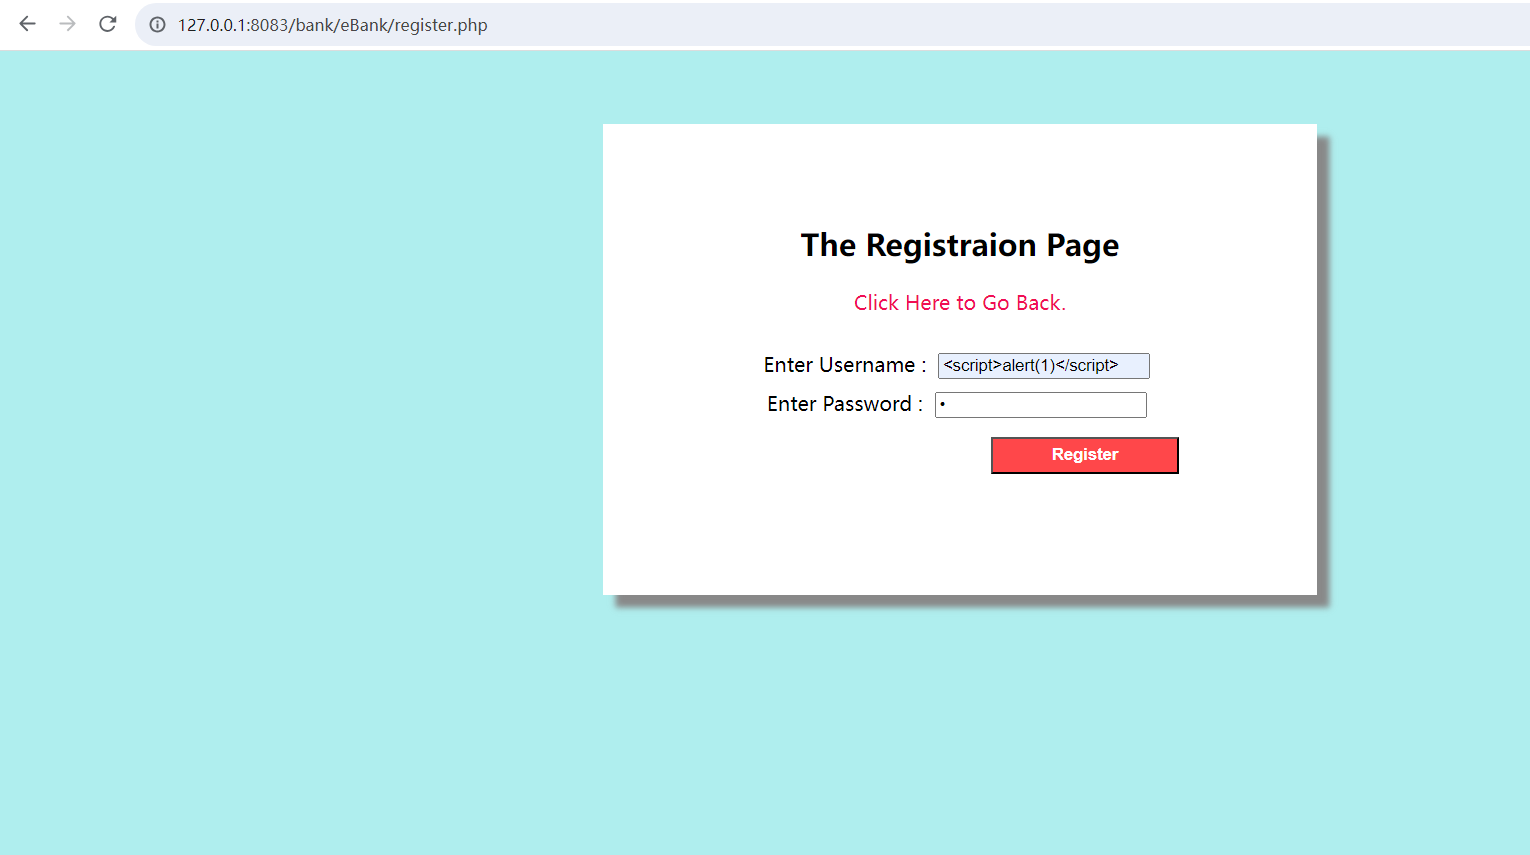 127.0.0.1:8083/bank/eBank/register.php
The Registraion Page
Click Here to Go Back.
Enter Username : <script>alert(1)</script>
Enter Password : •
Register